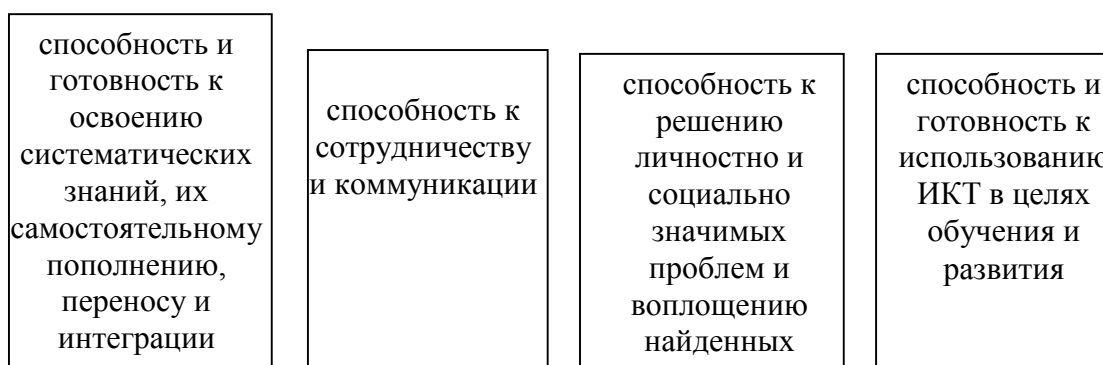 способность и
готовность к
освоению
систематических
знаний, их
самостоятельному
пополнению,
переносу и
интеграции
способность к
сотрудничеству
и коммуникации
способность к
решению
личностно и
социально
значимых
проблем и
воплощению
найденных
способность и
готовность к
использованию
ИКТ в целях
обучения и
развития